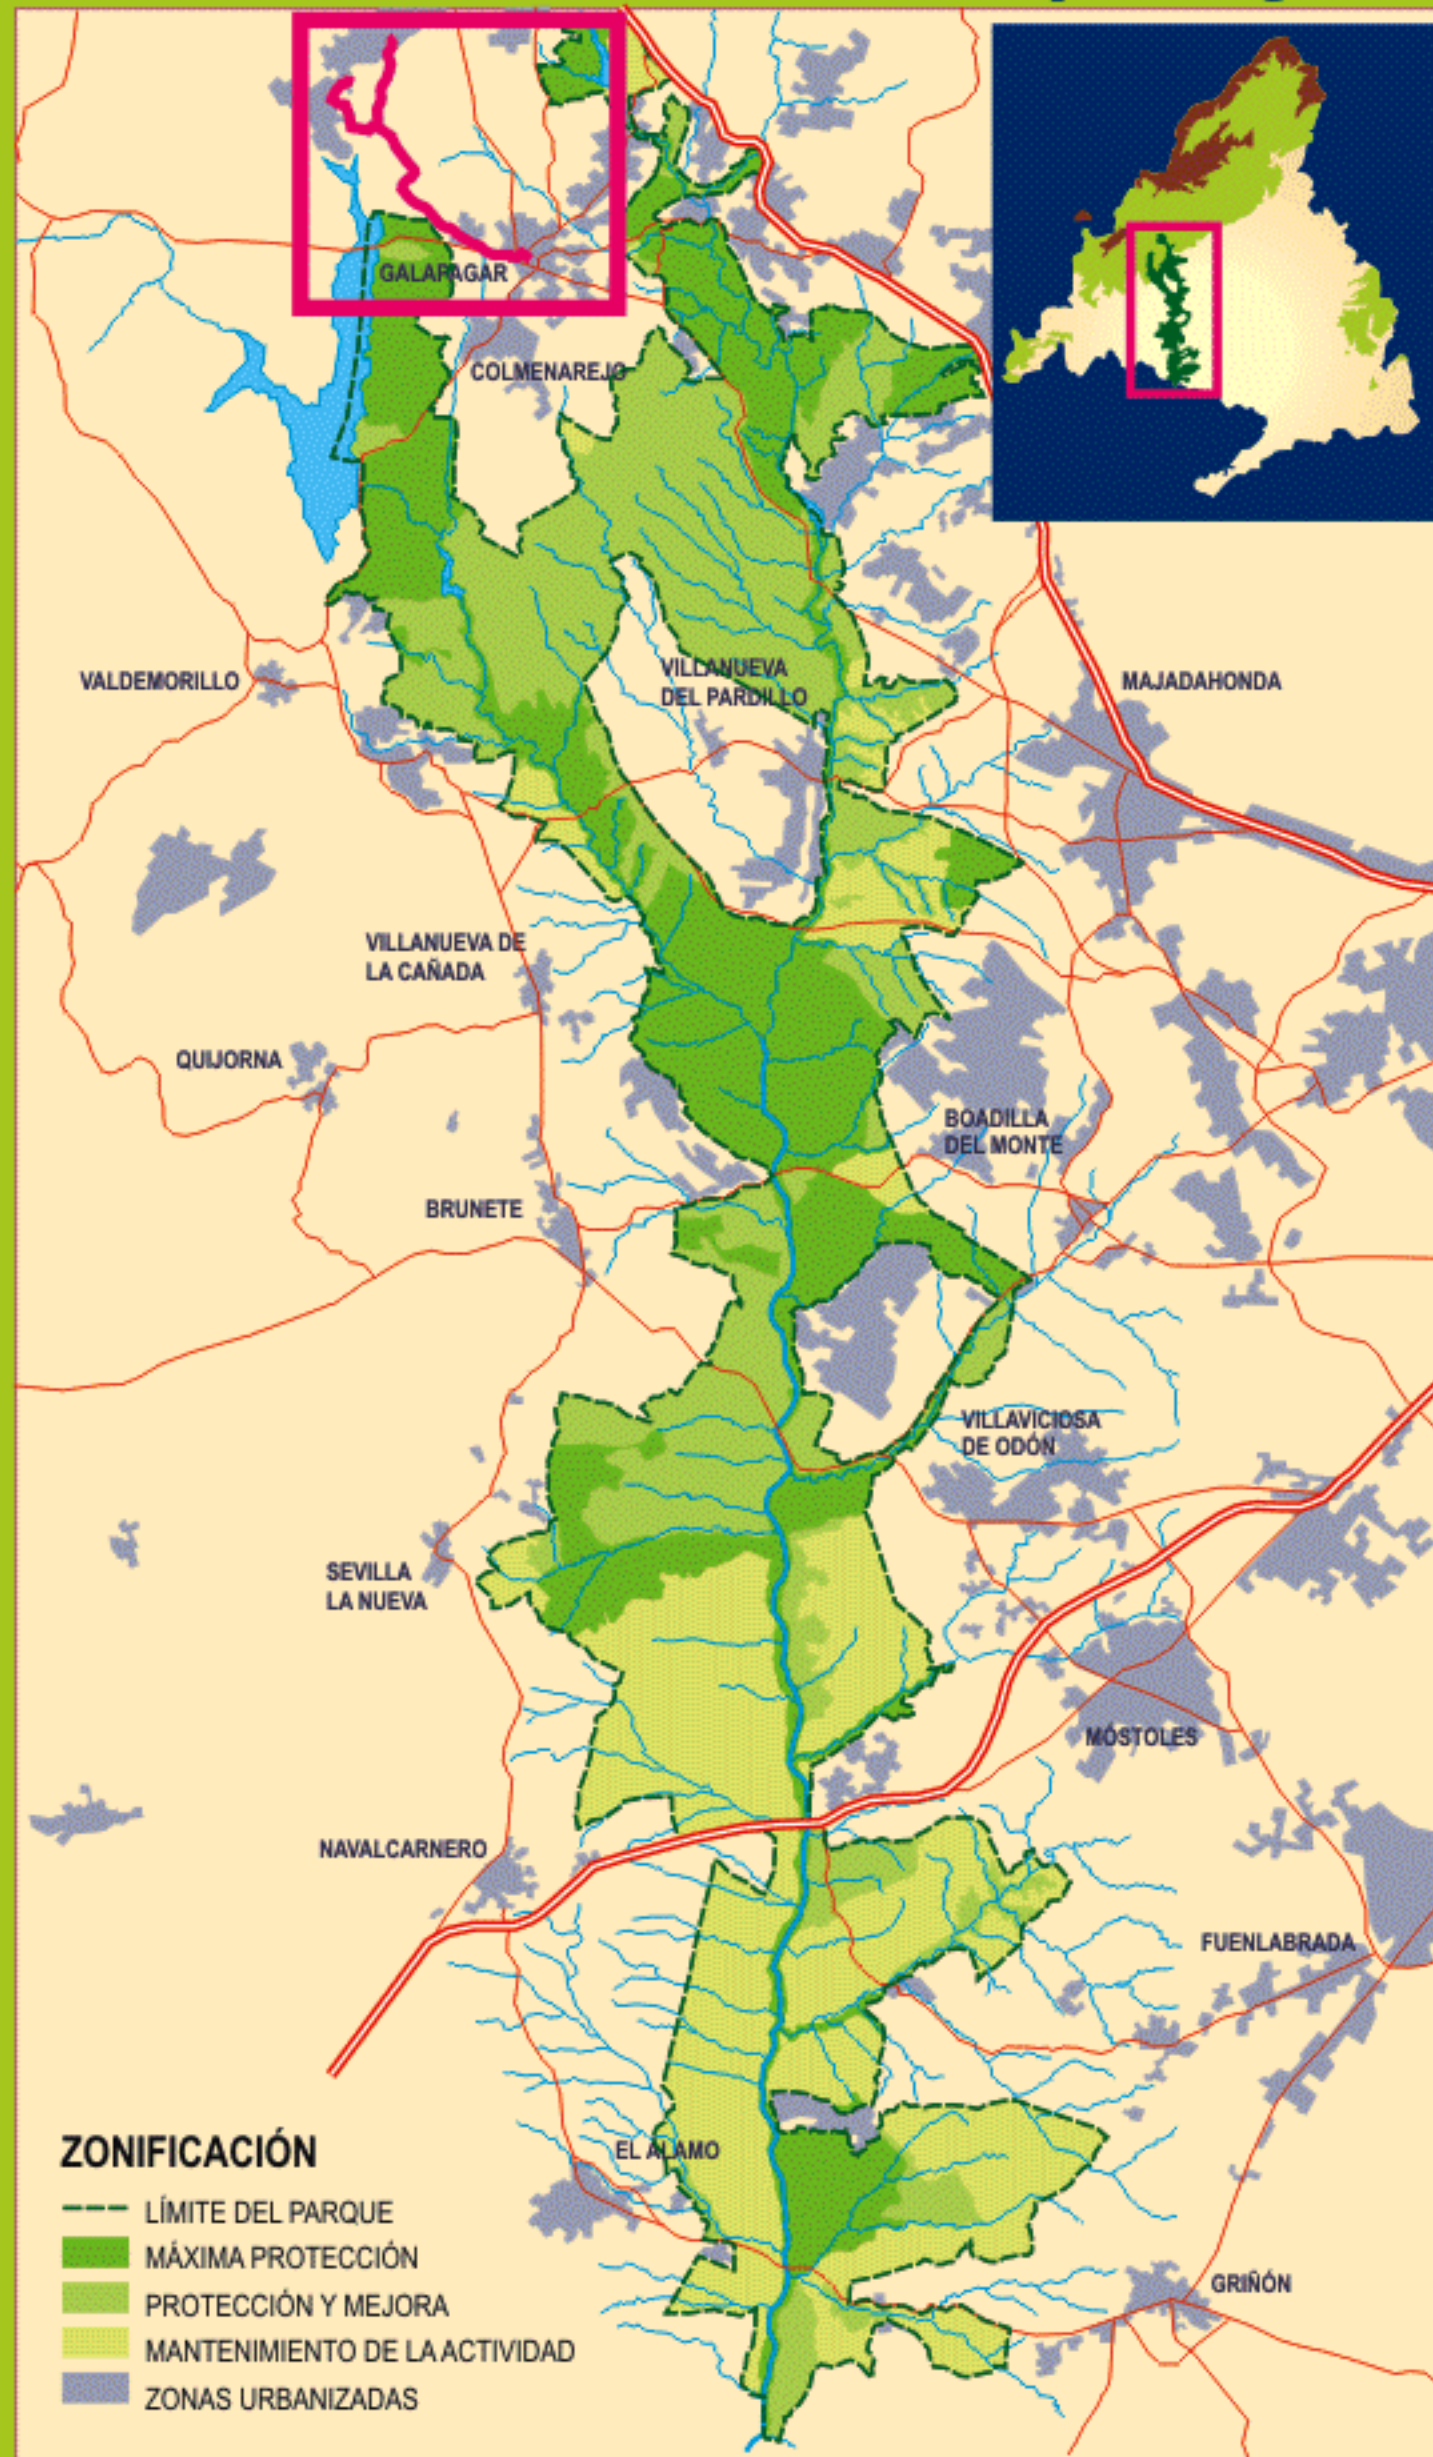 GALAPAGAR
COLMENAREJO
VALDEMORILLO
VILLANUEVA
DEL PARDILLO
MAJADAHONDA
VILLANUEVA DE
LA CAÑADA
QUIJORNA
BOADILLA
DEL MONTE
BRUNETE
VILLAVICIOSA
DE ODÓN
SEVILLA
LA NUEVA
MÓSTOLES
NAVALCARNERO
FUENLABRADA
EL ÁLAMO
GRIÑÓN
ZONIFICACIÓN
LÍMITE DEL PARQUE
MÁXIMA PROTECCIÓN
PROTECCIÓN Y MEJORA
MANTENIMIENTO DE LA ACTIVIDAD
ZONAS URBANIZADAS